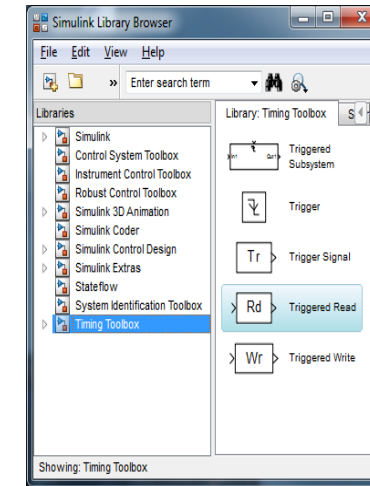 Simulink Library Browser
File Edit View Help
» Enter search term
Libraries
Library: Timing Toolbox
S
Simulink
Control System Toolbox
Instrument Control Toolbox
Robust Control Toolbox
Simulink 3D Animation
Simulink Coder
Simulink Control Design
Simulink Extras
Stateflow
System Identification Toolbox
Timing Toolbox
In1 Out1
Triggered
Subsystem
Trigger
Tr Trigger Signal
Rd Triggered Read
Wr Triggered Write
Showing: Timing Toolbox